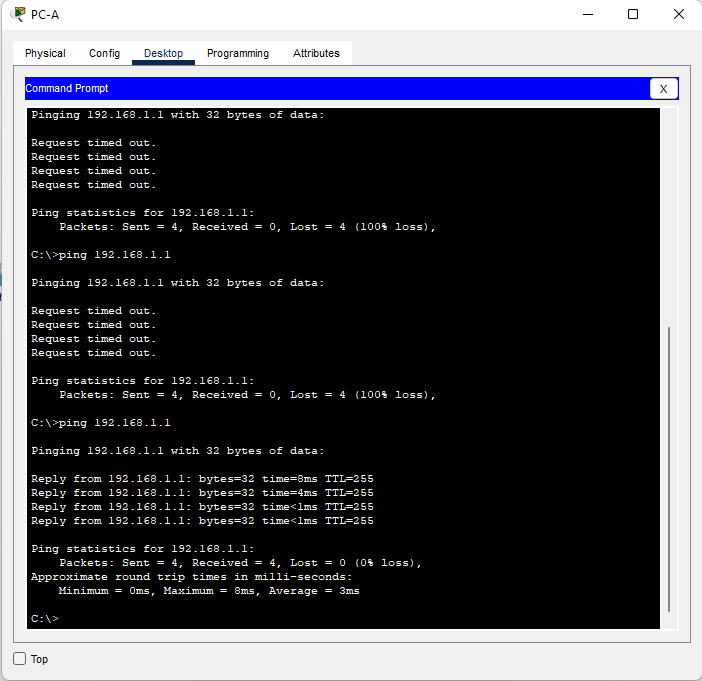 PC-A
Physical Config Desktop Programming Attributes
Command Prompt X
Pinging 192.168.1.1 with 32 bytes of data:
Request timed out.
Request timed out.
Request timed out.
Request timed out.
Ping statistics for 192.168.1.1:
Packets: Sent = 4, Received = 0, Lost = 4 (100% loss),
C:\>ping 192.168.1.1
Pinging 192.168.1.1 with 32 bytes of data:
Request timed out.
Request timed out.
Request timed out.
Request timed out.
Ping statistics for 192.168.1.1:
Packets: Sent = 4, Received = 0, Lost = 4 (100% loss),
C:\>ping 192.168.1.1
Pinging 192.168.1.1 with 32 bytes of data:
Reply from 192.168.1.1: bytes=32 time=8ms TTL=255
Reply from 192.168.1.1: bytes=32 time=4ms TTL=255
Reply from 192.168.1.1: bytes=32 time<1ms TTL=255
Reply from 192.168.1.1: bytes=32 time<1ms TTL=255
Ping statistics for 192.168.1.1:
Packets: Sent = 4, Received = 4, Lost = 0 (0% loss),
Approximate round trip times in milli-seconds:
Minimum = 0ms, Maximum = 8ms, Average = 3ms
C:\>
Top